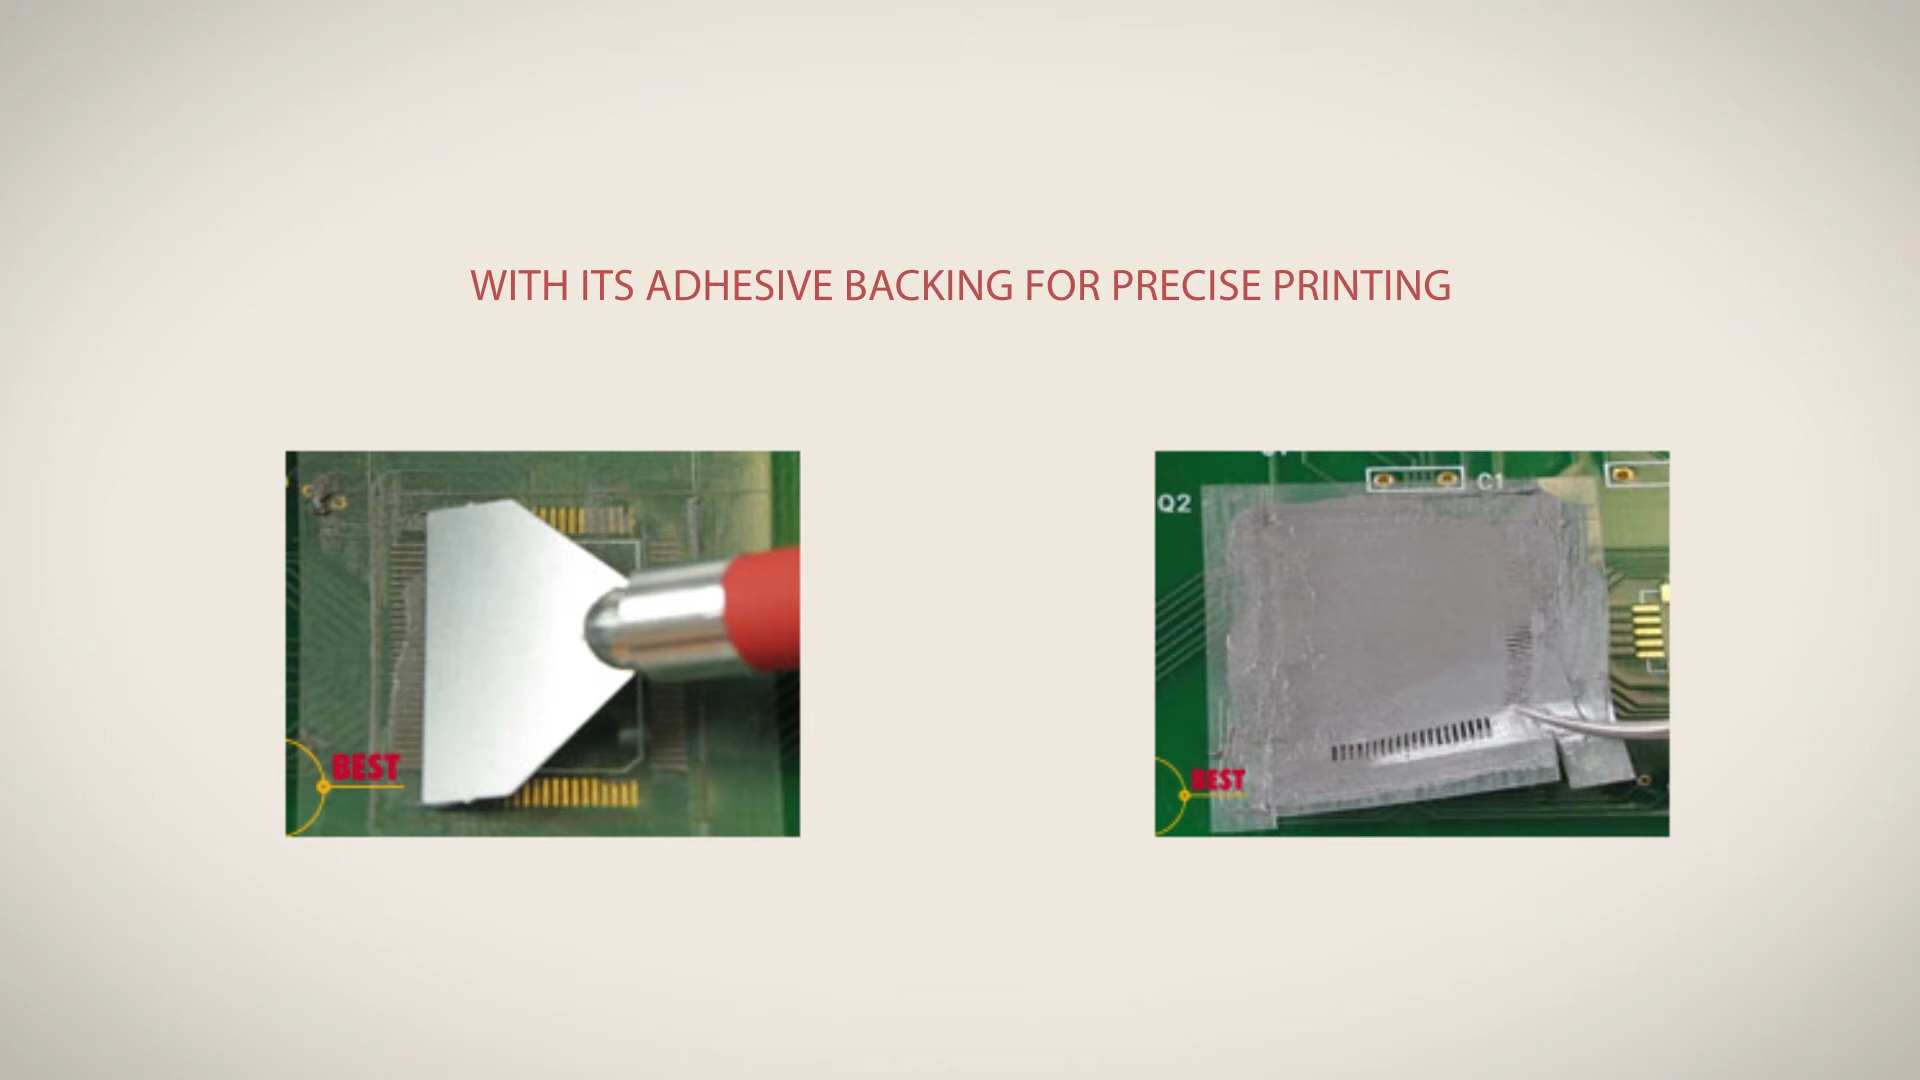 WITH ITS ADHESIVE BACKING FOR PRECISE PRINTING
Q2
C1
BEST
BEST